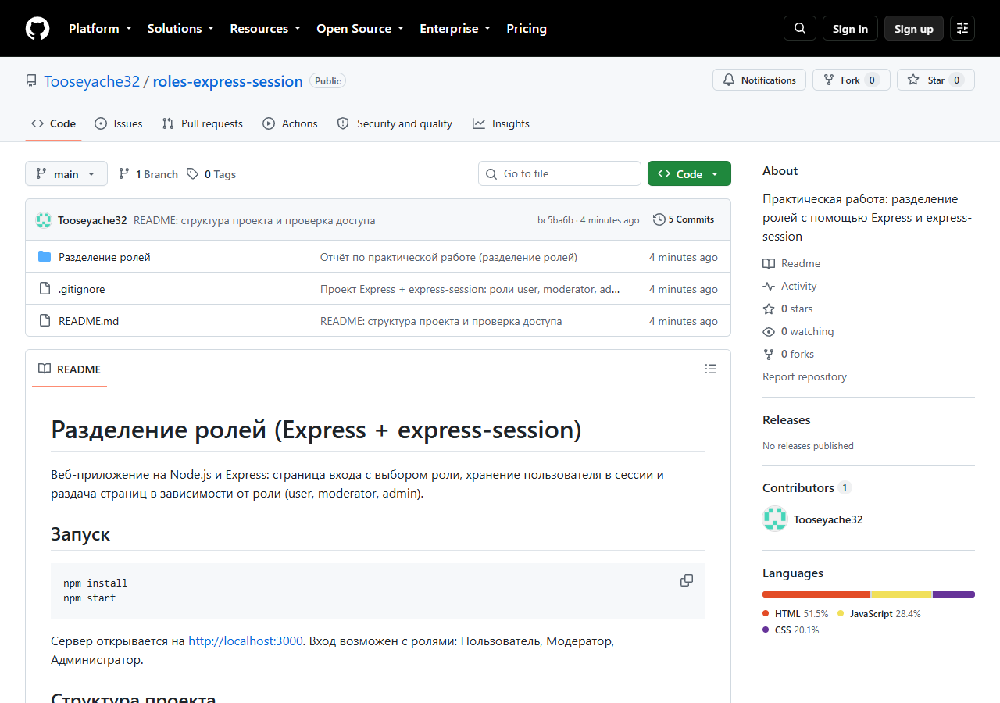 Platform Solutions Resources Open Source Enterprise Pricing Sign in Sign up
Tooseyache32 / roles-express-session Public Notifications Fork 0 Star 0
Code Issues Pull requests Actions Security and quality Insights
main 1 Branch 0 Tags Go to file Code
Tooseyache32 README: структура проекта и проверка доступа bc5ba6b · 4 minutes ago 5 Commits
Разделение ролей Отчёт по практической работе (разделение ролей) 4 minutes ago
.gitignore Проект Express + express-session: роли user, moderator, ad... 4 minutes ago
README.md README: структура проекта и проверка доступа 4 minutes ago
README
Разделение ролей (Express + express-session)
Веб-приложение на Node.js и Express: страница входа с выбором роли, хранение пользователя в сессии и
раздача страниц в зависимости от роли (user, moderator, admin).
Запуск
npm install
npm start
Сервер открывается на http://localhost:3000. Вход возможен с ролями: Пользователь, Модератор,
Администратор.
Структура проекта
About
Практическая работа: разделение
ролей с помощью Express и express-
session
Readme
Activity
0 stars
0 watching
0 forks
Report repository
Releases
No releases published
Contributors 1
Tooseyache32
Languages
HTML 51.5% JavaScript 28.4%
CSS 20.1%